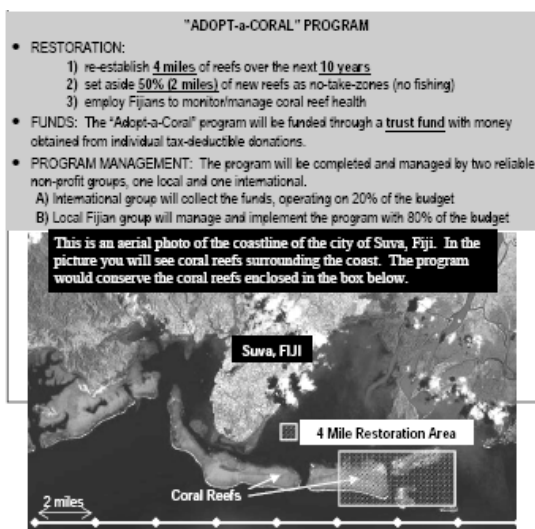 "ADOPT-a-CORAL" PROGRAM
• RESTORATION:
1) re-establish 4 miles of reefs over the next 10 years
2) set aside 50% (2 miles) of new reefs as no-take-zones (no fishing)
3) employ Fijians to monitor/manage coral reef health
• FUNDS: The "Adopt-a-Coral" program will be funded through a trust fund with money
obtained from individual tax-deductible donations.
• PROGRAM MANAGEMENT: The program will be completed and managed by two reliable
non-profit groups, one local and one international.
A) International group will collect the funds, operating on 20% of the budget
B) Local Fijian group will manage and implement the program with 80% of the budget
This is an aerial photo of the coastline of the city of Suva, Fiji. In the
picture you will see coral reefs surrounding the coast. The program
would conserve the coral reefs enclosed in the box below.
Suva, FIJI
4 Mile Restoration Area
Coral Reefs
2 miles